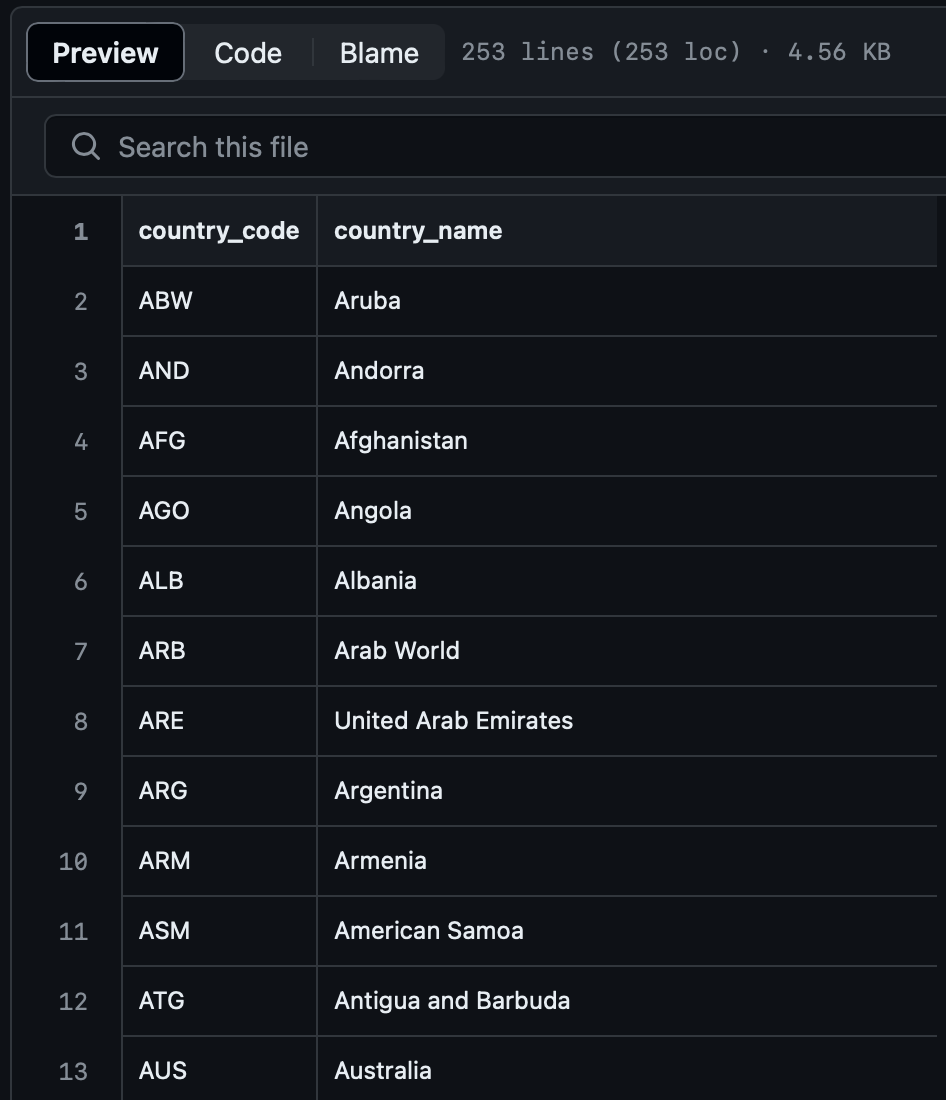 Preview Code Blame 253 lines (253 loc) · 4.56 KB
Search this file
1 country_code country_name
2 ABW Aruba
3 AND Andorra
4 AFG Afghanistan
5 AGO Angola
6 ALB Albania
7 ARB Arab World
8 ARE United Arab Emirates
9 ARG Argentina
10 ARM Armenia
11 ASM American Samoa
12 ATG Antigua and Barbuda
13 AUS Australia